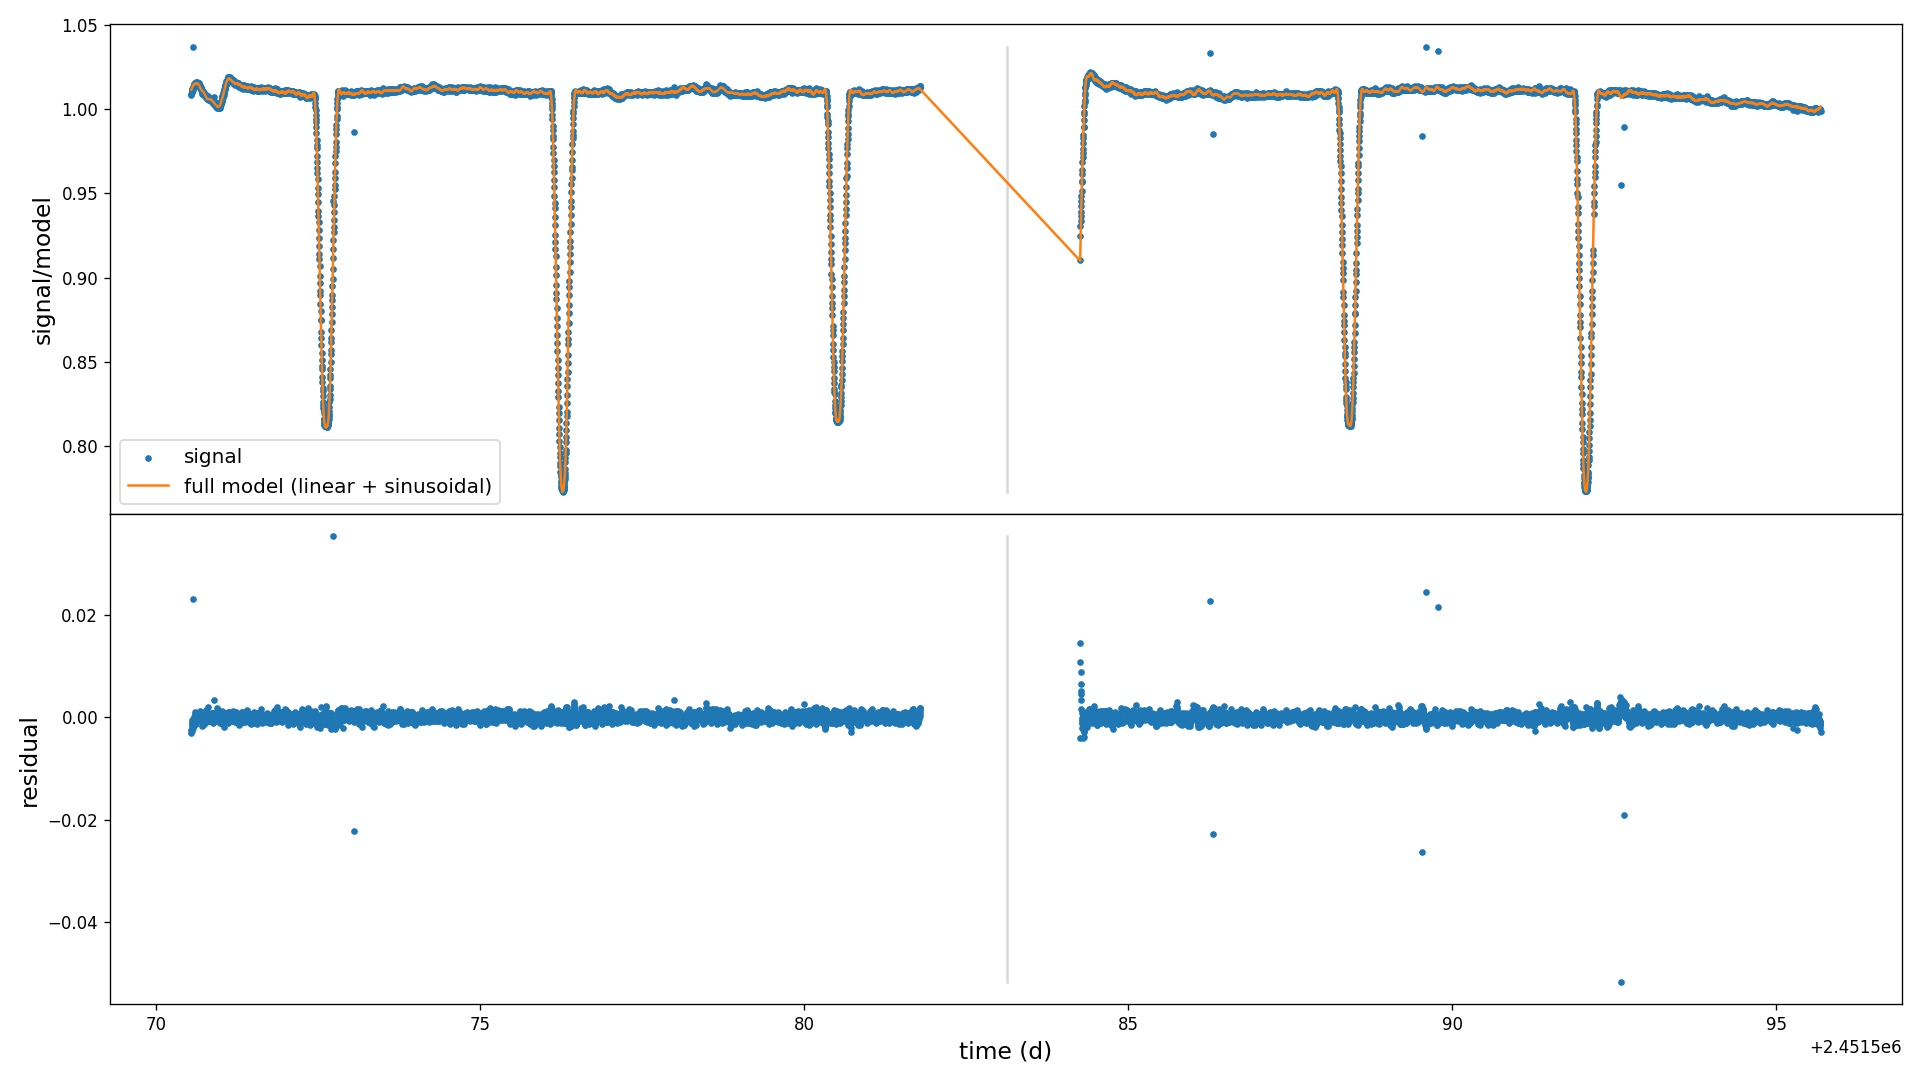 1.05
1.00
0.95
0.90
0.85
0.80
signal/model
signal
full model (linear + sinusoidal)
0.02
0.00
−0.02
−0.04
residual
70
75
80
85
90
95
time (d)
+2.4515e6